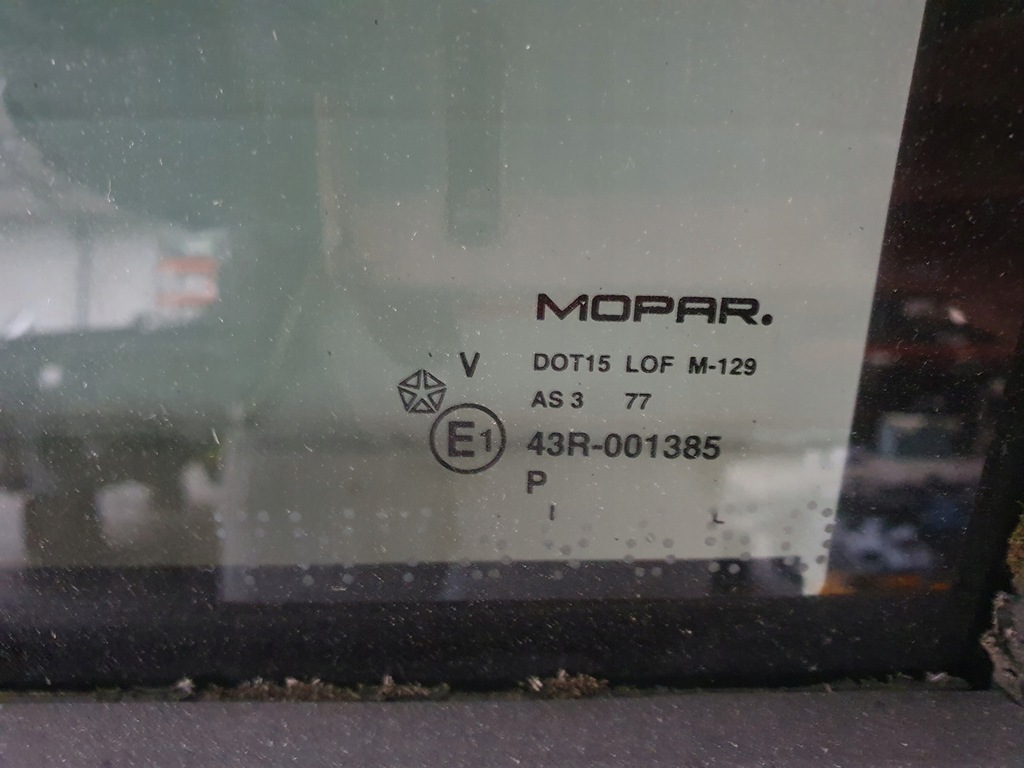 MOPAR.
V DOT15 LOF M-129
AS 3 77
E1 43R-001385
P
I L